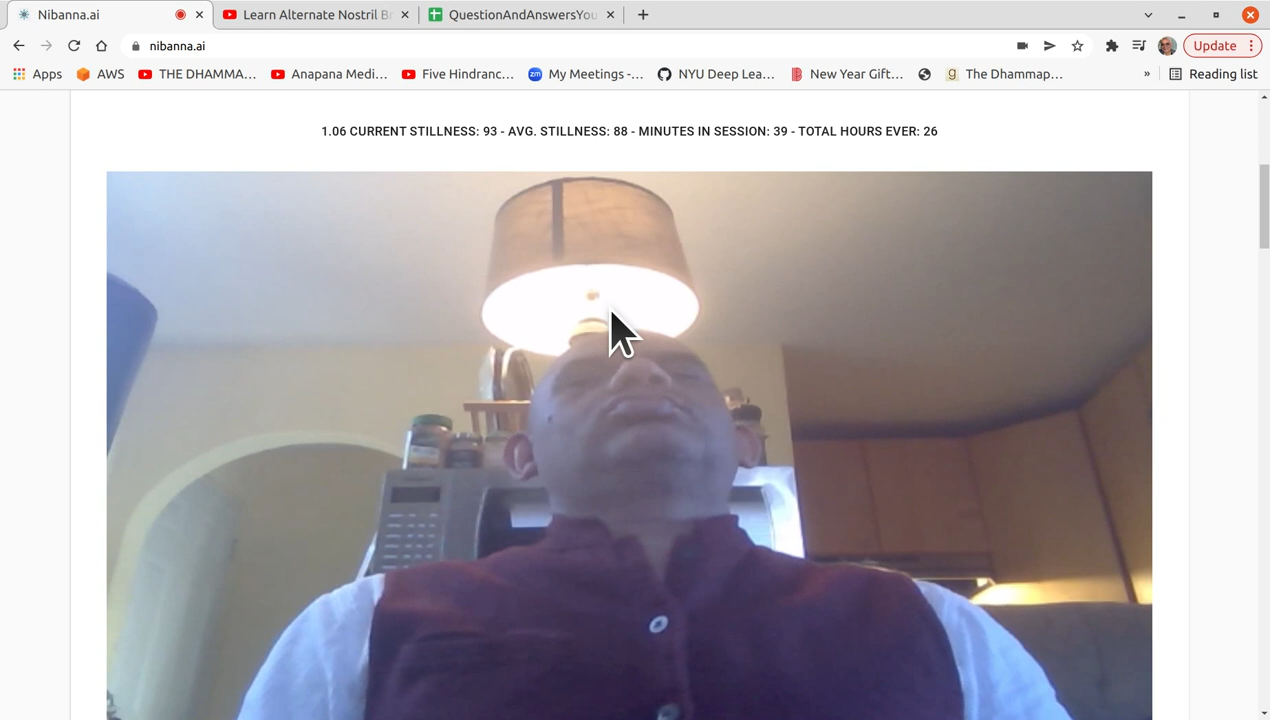 Nibanna.ai
Learn Alternate Nostril Br
QuestionAndAnswersYou
nibanna.ai
Update
Apps
AWS
THE DHAMMA...
Anapana Medi...
Five Hindranc...
zm
My Meetings -...
NYU Deep Lea...
New Year Gift...
g
The Dhammap...
»
Reading list
1.06 CURRENT STILLNESS: 93 - AVG. STILLNESS: 88 - MINUTES IN SESSION: 39 - TOTAL HOURS EVER: 26